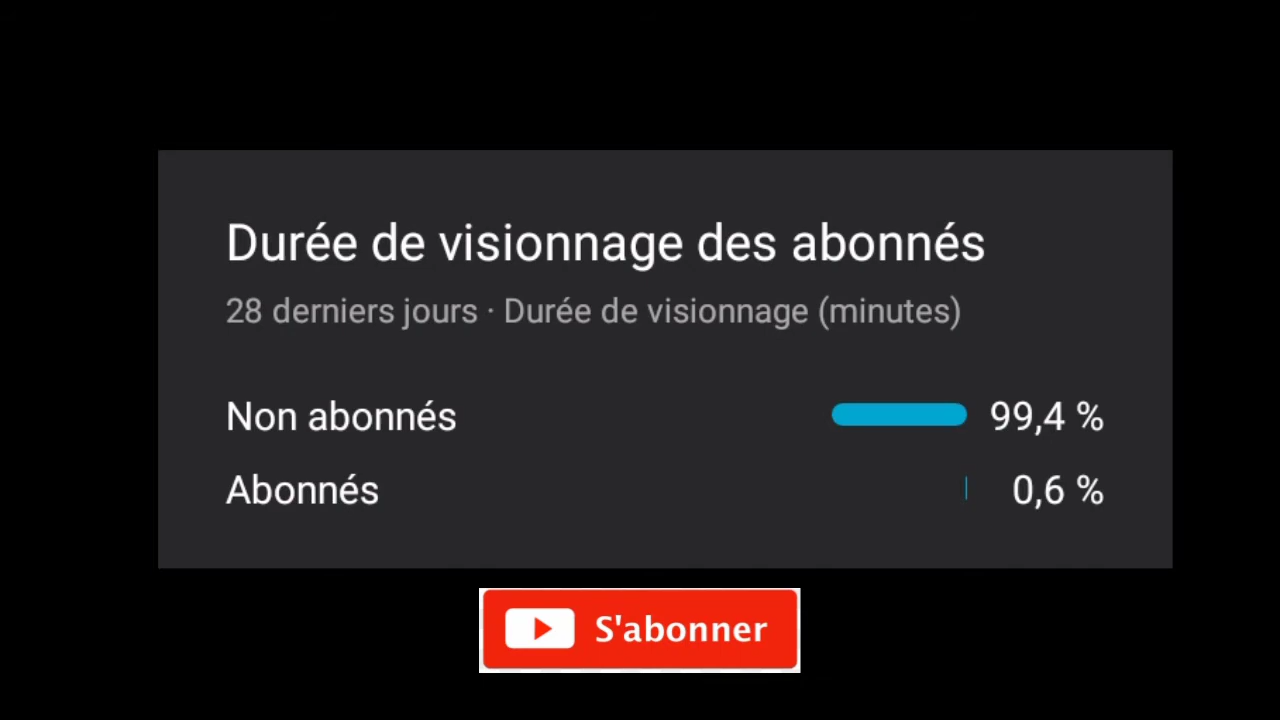 Durée de visionnage des abonnés
28 derniers jours · Durée de visionnage (minutes)
Non abonnés 99,4 %
Abonnés 0,6 %
S'abonner